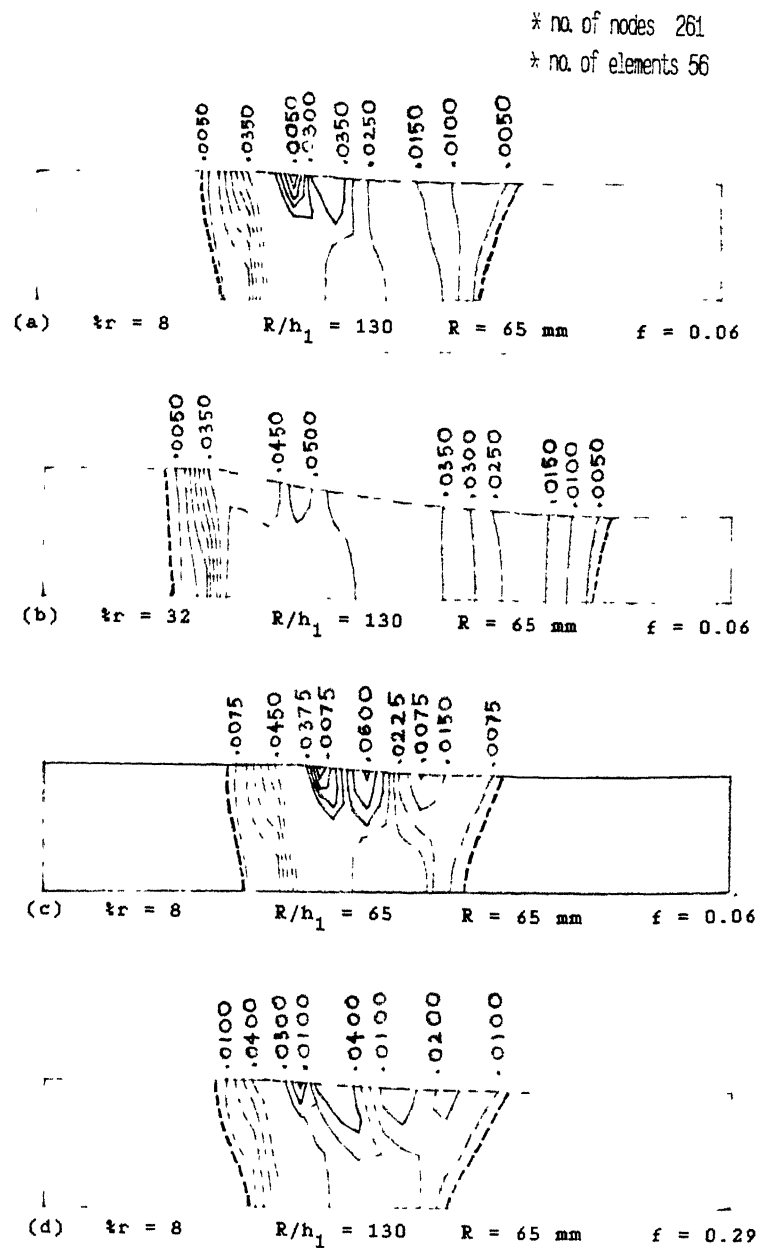 * no. of nodes 261
* no. of elements 56
.0050 .0350 .0050 .0300 .0350 .0250 .0150 .0100 .0050
(a) %r = 8 R/h1 = 130 R = 65 mm f = 0.06
.0050 .0350 .0450 .0500 .0350 .0300 .0250 .0150 .0100 .0050
(b) %r = 32 R/h1 = 130 R = 65 mm f = 0.06
.0075 .0450 .0375 .0075 .0600 .0225 .0075 .0150 .0075
(c) %r = 8 R/h1 = 65 R = 65 mm f = 0.06
.0100 .0400 .0300 .0100 .0400 .0100 .0200 .0100
(d) %r = 8 R/h1 = 130 R = 65 mm f = 0.29